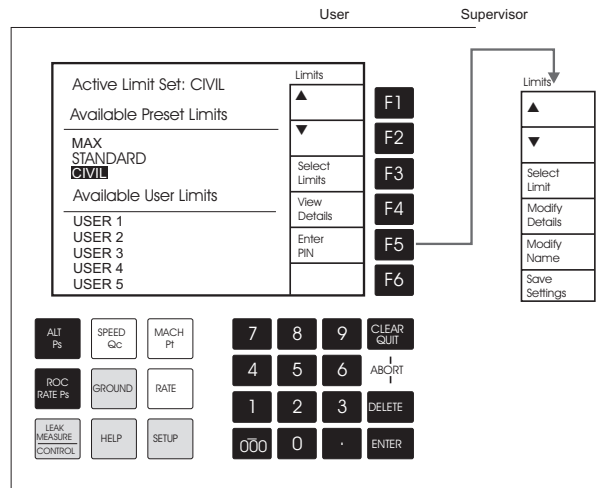 User
Supervisor
Active Limit Set: CIVIL
Available Preset Limits
MAX
STANDARD
CIVIL
Available User Limits
USER 1
USER 2
USER 3
USER 4
USER 5
Limits
▲
▼
Select
Limits
View
Details
Enter
PIN
F1
F2
F3
F4
F5
F6
Limits
▲
▼
Select
Limit
Modify
Details
Modify
Name
Save
Settings
ALT
Ps
SPEED
Qc
MACH
Pt
ROC
RATE Ps
GROUND
RATE
LEAK
MEASURE
CONTROL
HELP
SETUP
7 8 9 CLEAR
QUIT
4 5 6 ABORT
1 2 3 DELETE
000 0 . ENTER